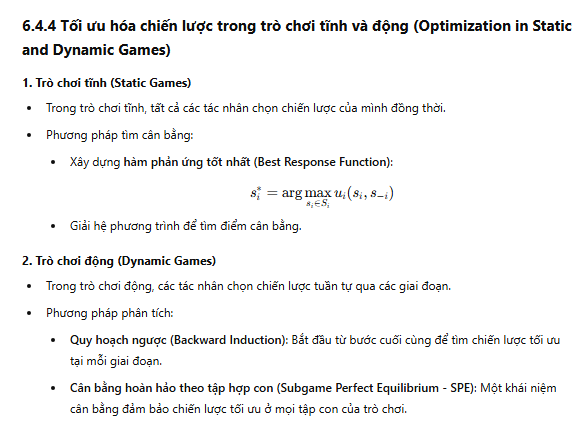 6.4.4 Tối ưu hóa chiến lược trong trò chơi tĩnh và động (Optimization in Static
and Dynamic Games)
1. Trò chơi tĩnh (Static Games)
• Trong trò chơi tĩnh, tất cả các tác nhân chọn chiến lược của mình đồng thời.
• Phương pháp tìm cân bằng:
• Xây dựng hàm phản ứng tốt nhất (Best Response Function):
s_i^* = arg max_{s_i∈S_i} u_i(s_i, s_{−i})
• Giải hệ phương trình để tìm điểm cân bằng.
2. Trò chơi động (Dynamic Games)
• Trong trò chơi động, các tác nhân chọn chiến lược tuần tự qua các giai đoạn.
• Phương pháp phân tích:
• Quy hoạch ngược (Backward Induction): Bắt đầu từ bước cuối cùng để tìm chiến lược tối ưu
tại mỗi giai đoạn.
• Cân bằng hoàn hảo theo tập hợp con (Subgame Perfect Equilibrium - SPE): Một khái niệm
cân bằng đảm bảo chiến lược tối ưu ở mọi tập con của trò chơi.